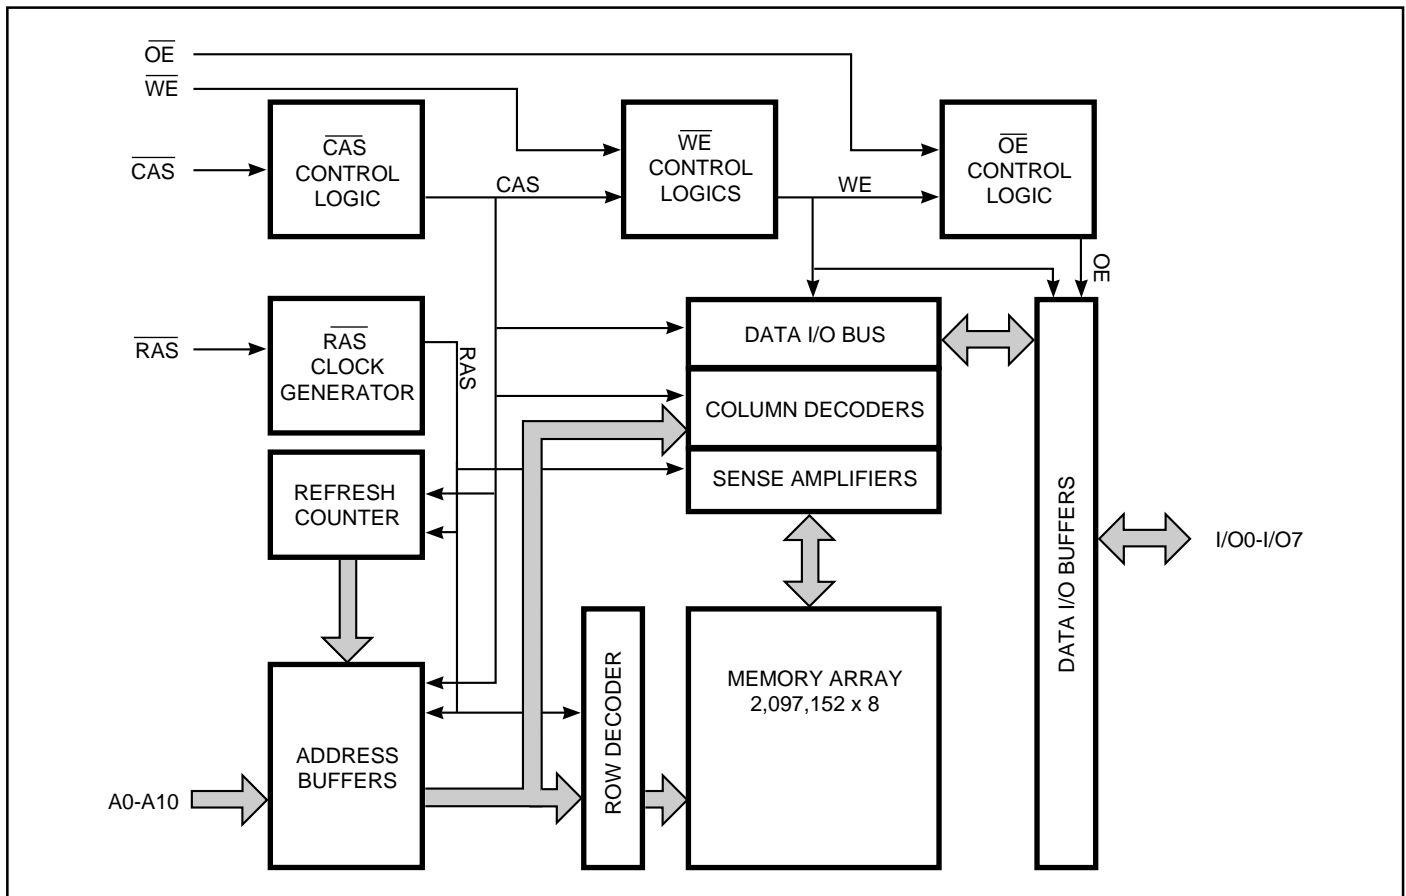 OE
WE
CAS
CAS
CONTROL
LOGIC
CAS
WE
CONTROL
LOGICS
WE
OE
CONTROL
LOGIC
OE
RAS
RAS
CLOCK
GENERATOR
RAS
DATA I/O BUS
COLUMN DECODERS
SENSE AMPLIFIERS
REFRESH
COUNTER
DATA I/O BUFFERS
I/O0-I/O7
ROW DECODER
MEMORY ARRAY
2,097,152 x 8
ADDRESS
BUFFERS
A0-A10